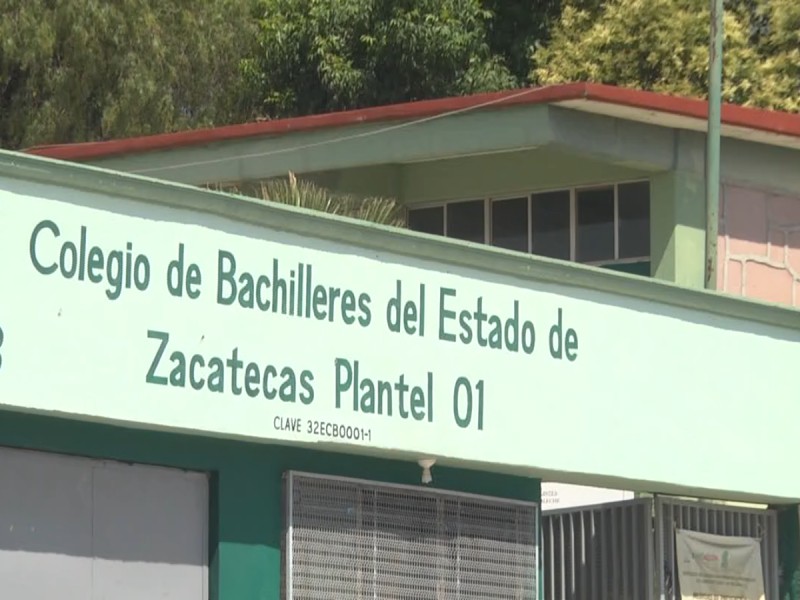 Colegio de Bachilleres del Estado de
Zacatecas Plantel 01
CLAVE 32ECB0001-1